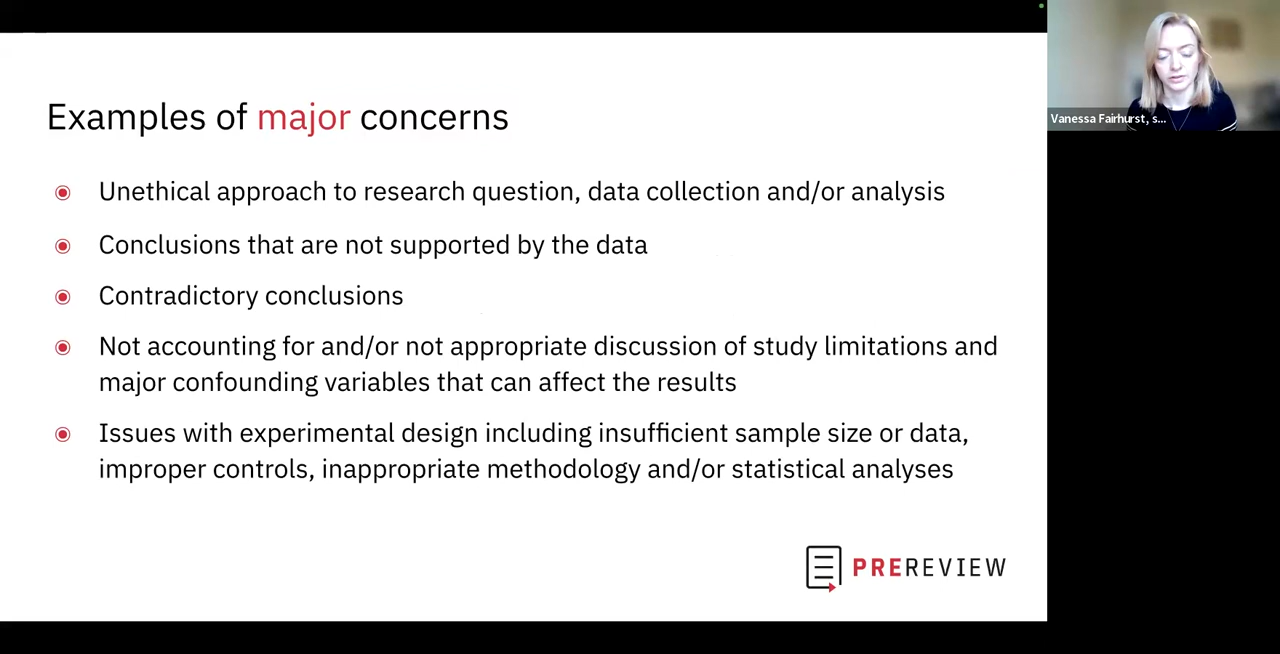 Examples of major concerns
Unethical approach to research question, data collection and/or analysis
Conclusions that are not supported by the data
Contradictory conclusions
Not accounting for and/or not appropriate discussion of study limitations and
major confounding variables that can affect the results
Issues with experimental design including insufficient sample size or data,
improper controls, inappropriate methodology and/or statistical analyses
PREREVIEW
Vanessa Fairhurst, s...